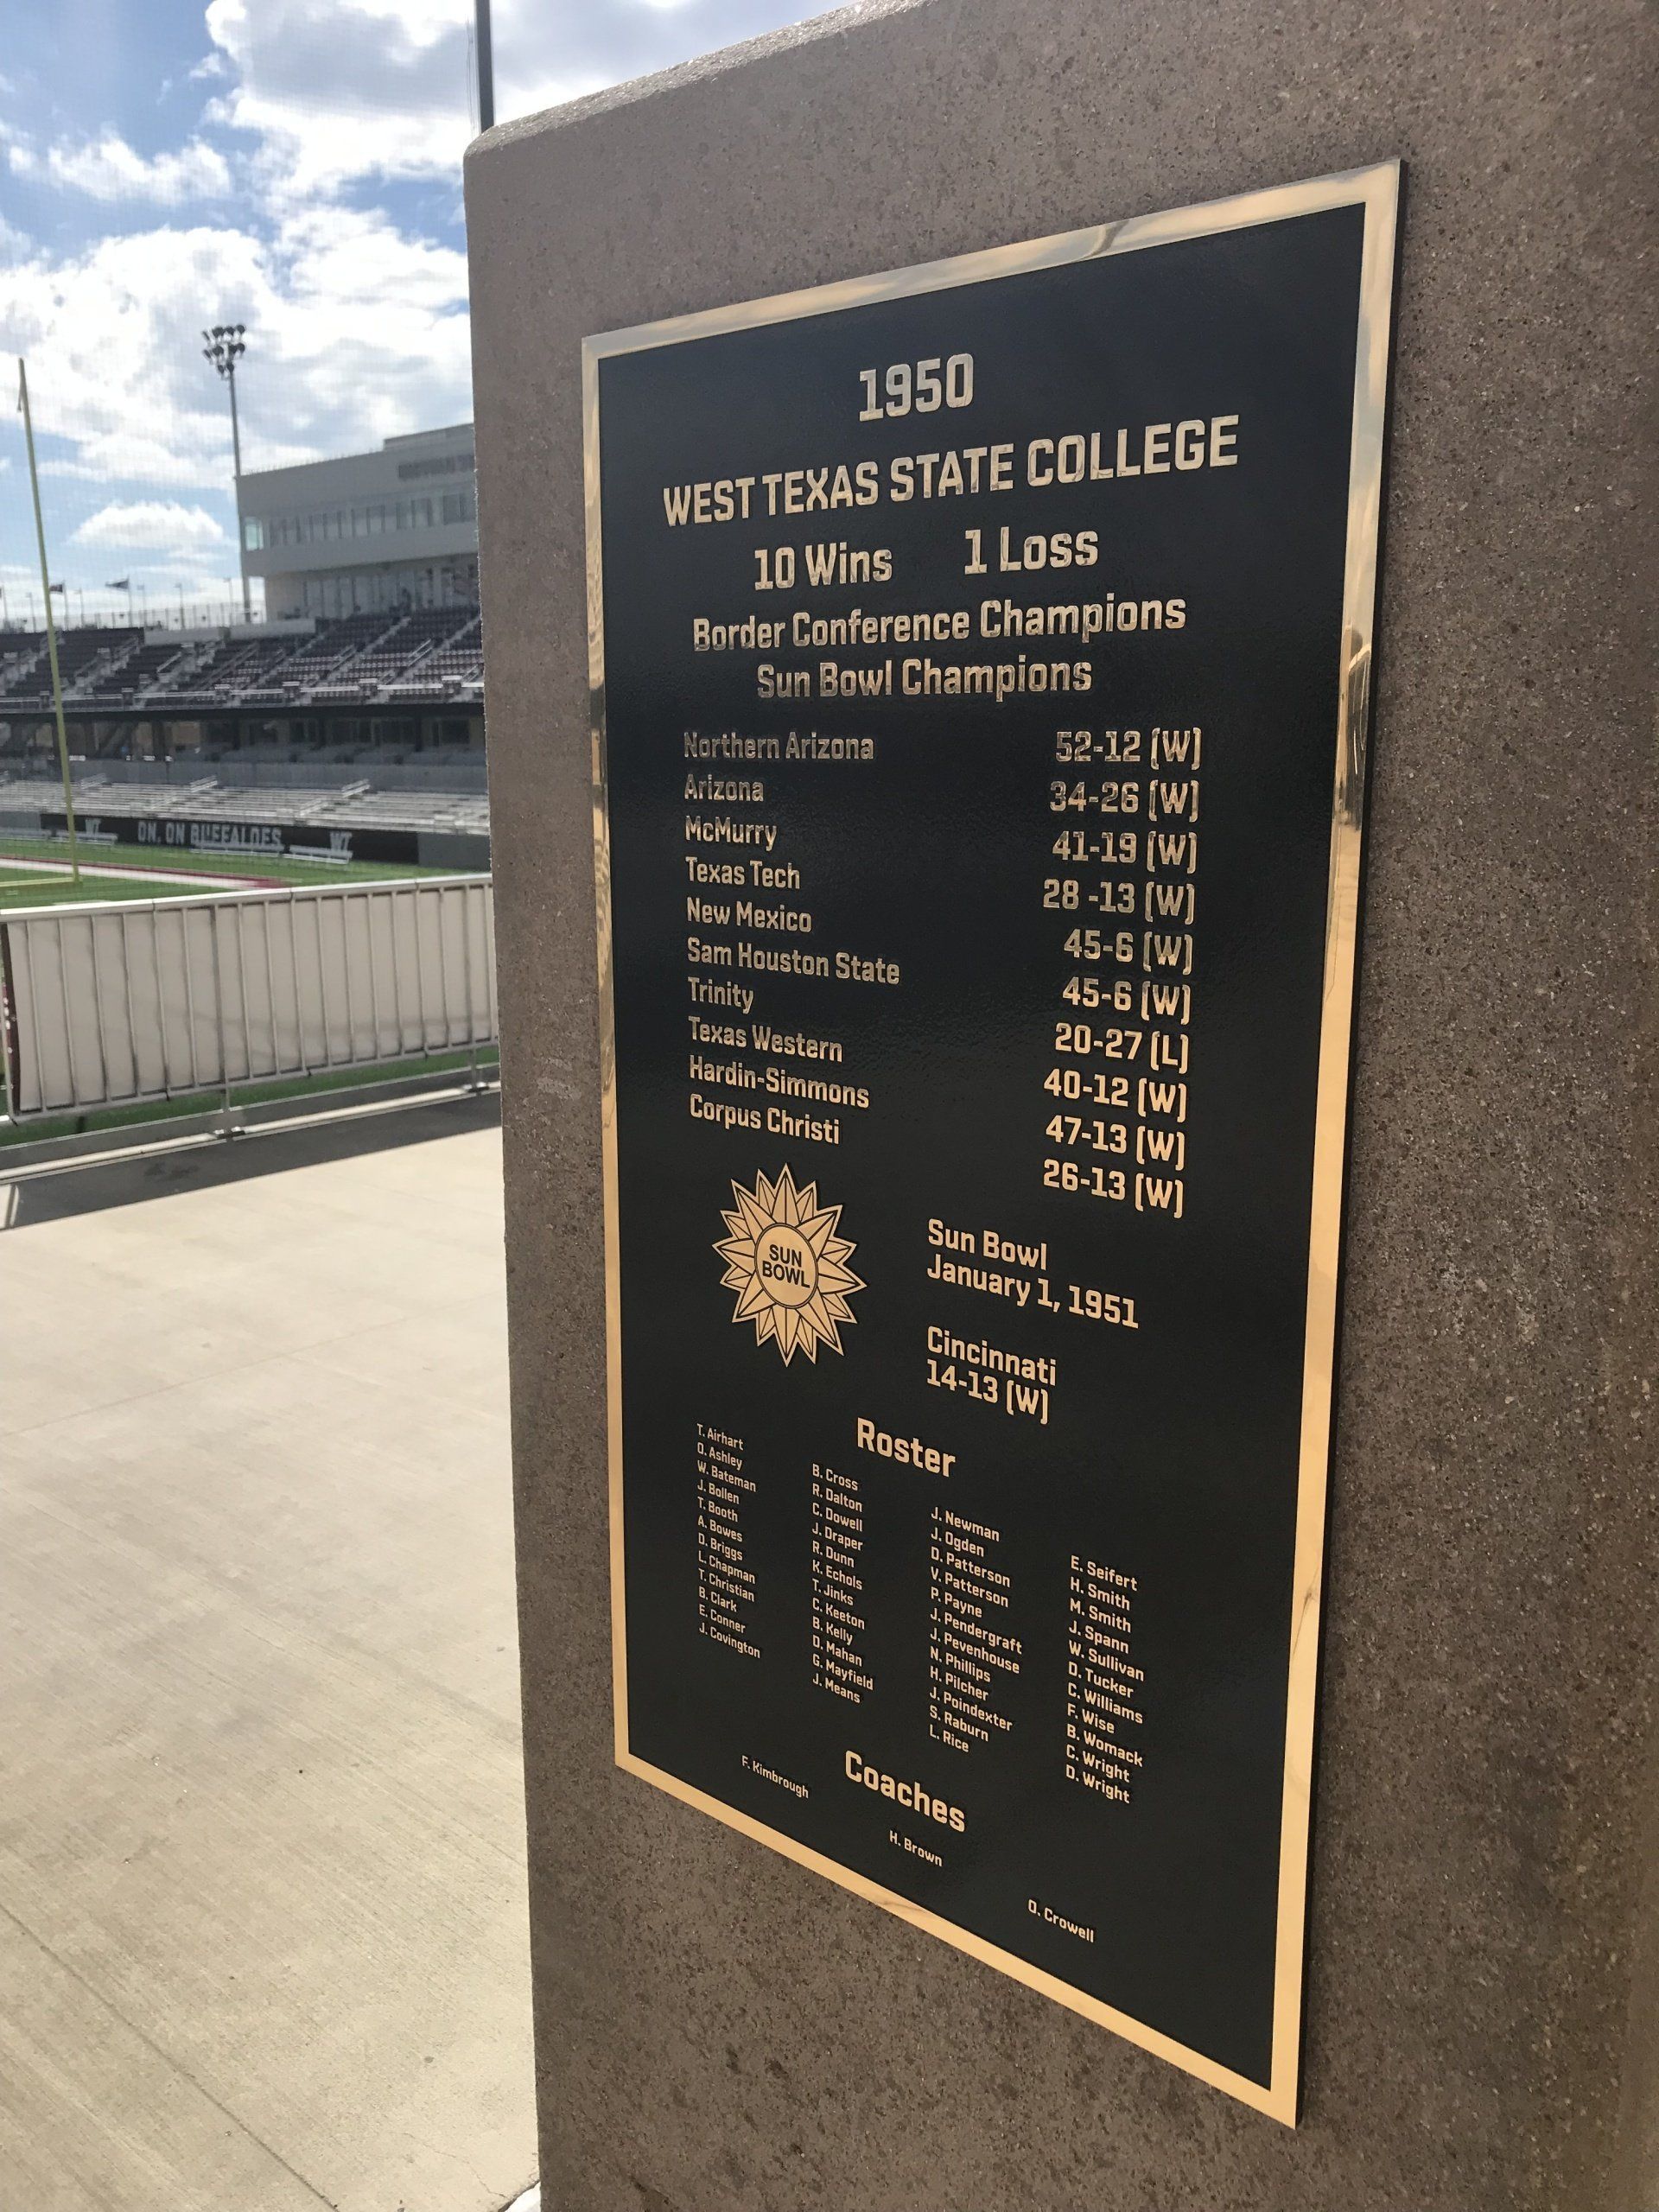 1950
WEST TEXAS STATE COLLEGE
10 Wins 1 Loss
Border Conference Champions
Sun Bowl Champions
Northern Arizona 52-12 (W)
Arizona 34-26 (W)
McMurry 41-19 (W)
Texas Tech 28 -13 (W)
New Mexico 45-6 (W)
Sam Houston State 45-6 (W)
Trinity 20-27 (L)
Texas Western 40-12 (W)
Hardin-Simmons 47-13 (W)
Corpus Christi 26-13 (W)
SUN
BOWL
Sun Bowl
January 1, 1951
Cincinnati
14-13 (W)
Roster
T. Airhart
D. Ashley
W. Bateman
J. Bollen
T. Booth
A. Bowes
D. Briggs
L. Chapman
T. Christian
B. Clark
E. Conner
J. Covington
B. Cross
R. Dalton
C. Dowell
J. Draper
R. Dunn
K. Echols
T. Jinks
C. Keeton
B. Kelly
D. Mahan
G. Mayfield
J. Means
J. Newman
J. Ogden
D. Patterson
V. Patterson
P. Payne
J. Pendergraft
J. Pevenhouse
N. Phillips
H. Pilcher
J. Poindexter
S. Raburn
L. Rice
E. Seifert
H. Smith
M. Smith
J. Spann
W. Sullivan
D. Tucker
C. Williams
F. Wise
B. Womack
C. Wright
D. Wright
Coaches
F. Kimbrough
H. Brown
O. Crowell
WT ON, ON BUFFALOES WT